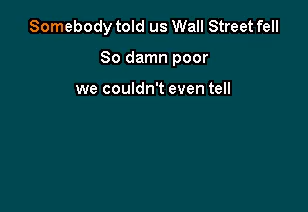 Somebody told us Wall Street fell
So damn poor
we couldn't even tell